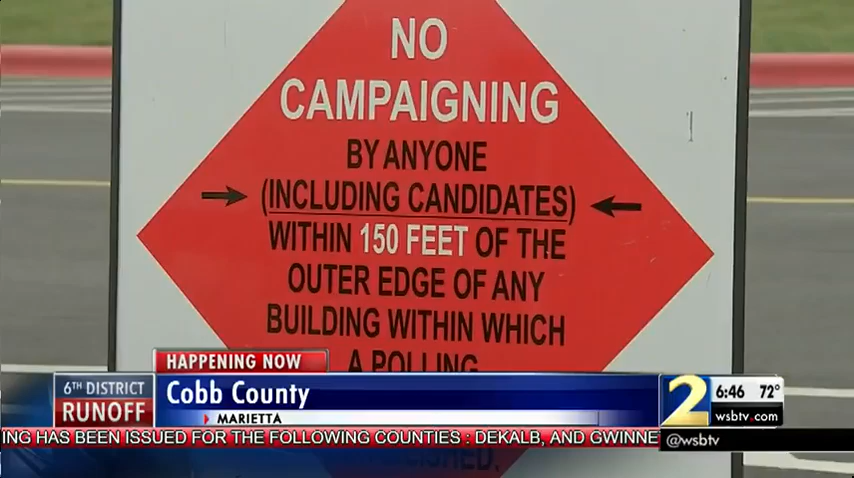 NO
CAMPAIGNING
BY ANYONE
(INCLUDING CANDIDATES)
WITHIN 150 FEET OF THE
OUTER EDGE OF ANY
BUILDING WITHIN WHICH
A POLLING
HAPPENING NOW
6TH DISTRICT
RUNOFF
Cobb County
MARIETTA
2
6:46 72°
wsbtv.com
ING HAS BEEN ISSUED FOR THE FOLLOWING COUNTIES : DEKALB, AND GWINNE
@wsbtv